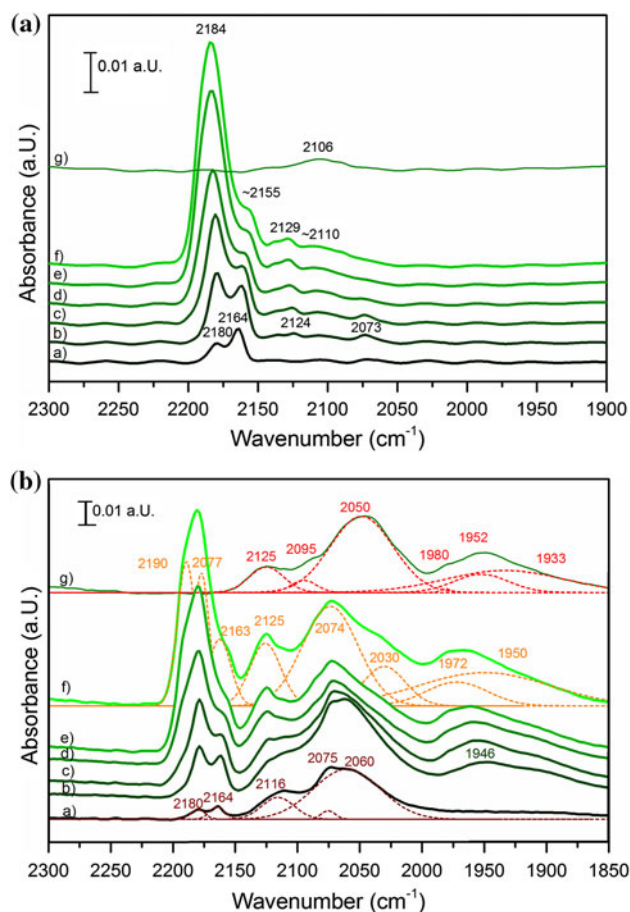 (a)
2184
0.01 a.U.
g)
2106
~2155
2129
~2110
f)
e)
d)
c)
b)
a)
2180
2164
2124
2073
Absorbance (a.U.)
2300 2250 2200 2150 2100 2050 2000 1950 1900
Wavenumber (cm-1)
(b)
0.01 a.U.
2050
g)
2125
2095
1980
1952
1933
2190
2077
2163
2125
2074
2030
1972
1950
f)
e)
d)
c)
b)
a)
2180
2164
2116
2075
2060
1946
Absorbance (a.U.)
2300 2250 2200 2150 2100 2050 2000 1950 1900 1850
Wavenumber (cm-1)